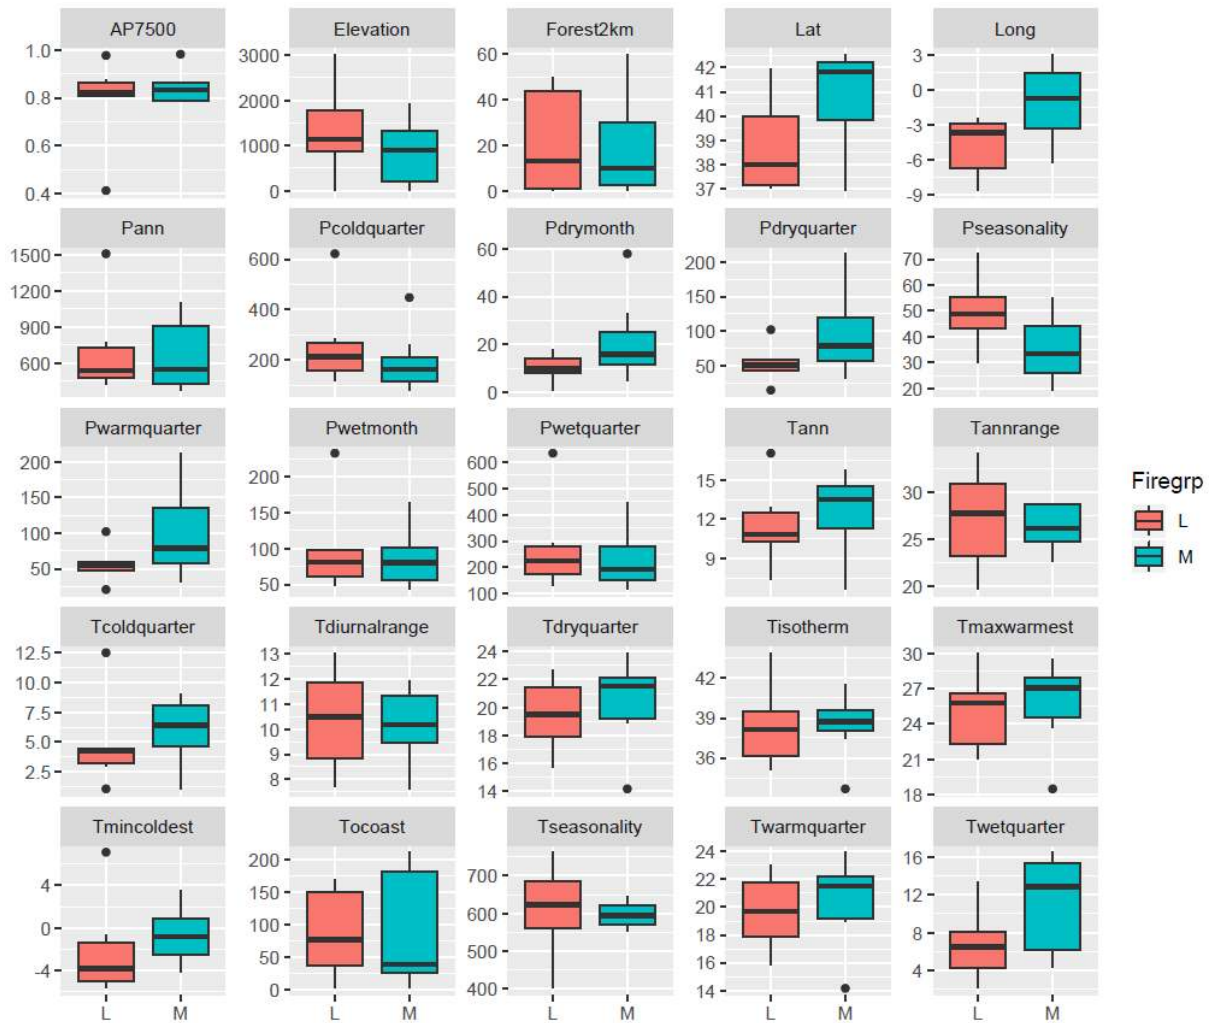 AP7500 Elevation Forest2km Lat Long
1.0 0.8 0.6 0.4
3000 2000 1000 0
60 40 20 0
42 41 40 39 38 37
3 0 -3 -6 -9
Pann Pcoldquarter Pdrymonth Pdryquarter Pseasonality
1500 1200 900 600
600 400 200
60 40 20 0
200 150 100 50
70 60 50 40 30 20
Pwarmquarter Pwetmonth Pwetquarter Tann Tannrange
200 150 100 50
200 150 100 50
600 500 400 300 200 100
15 12 9
30 25 20
Tcoldquarter Tdiurnalrange Tdryquarter Tisotherm Tmaxwarmest
12.5 10.0 7.5 5.0 2.5
13 12 11 10 9 8
24 22 20 18 16 14
42 39 36
30 27 24 21 18
Tmincoldest Tocoast Tseasonality Twarmquarter Twetquarter
4 0 -4
200 150 100 50 0
700 600 500 400
24 22 20 18 16 14
16 12 8 4
L M L M L M L M L M
Firegrp
L
M